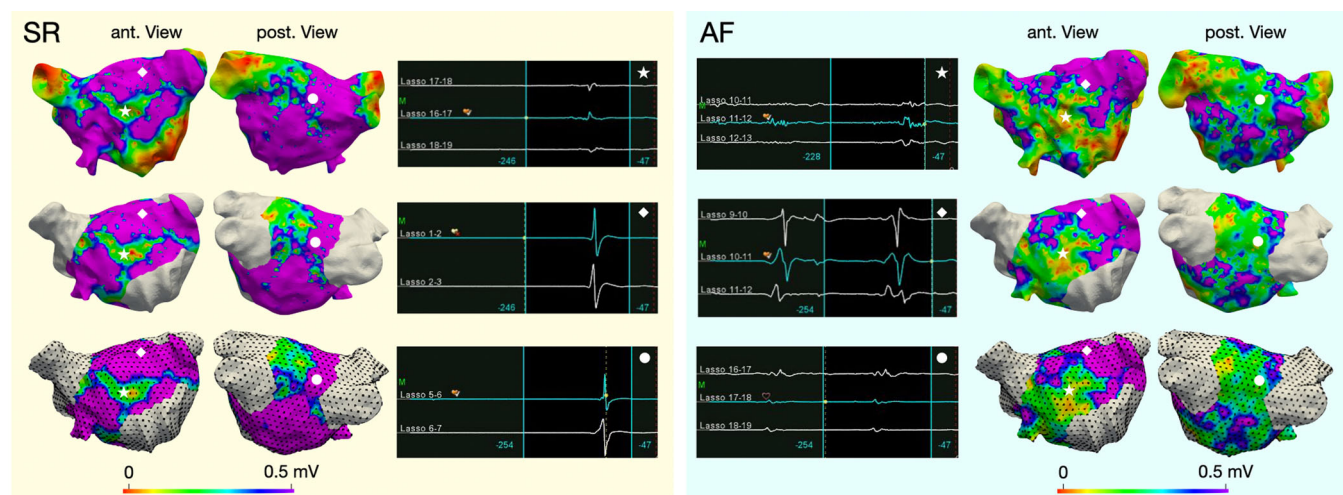 SR
ant. View
post. View
Lasso 17-18
M
Lasso 16-17
Lasso 18-19
-246
-47
M
Lasso 1-2
Lasso 2-3
-246
-47
M
Lasso 5-6
Lasso 6-7
-254
-47
0
0.5 mV
AF
ant. View
post. View
Lasso 10-11
M
Lasso 11-12
Lasso 12-13
-228
-47
Lasso 9-10
M
Lasso 10-11
Lasso 11-12
-254
-47
Lasso 16-17
M
Lasso 17-18
Lasso 18-19
-254
-47
0
0.5 mV